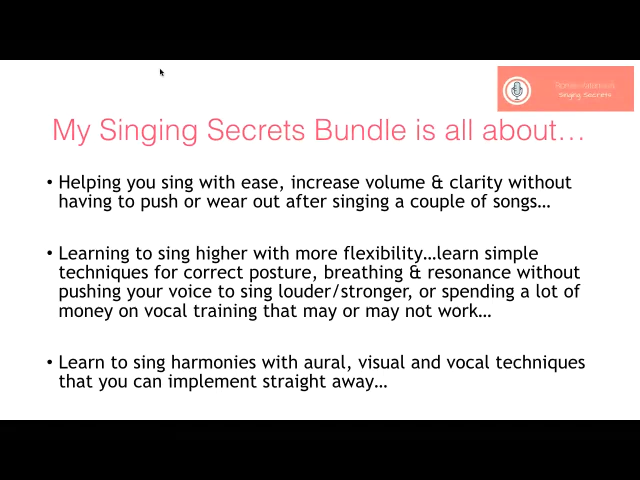 Singing Secrets
My Singing Secrets Bundle is all about…
• Helping you sing with ease, increase volume & clarity without
having to push or wear out after singing a couple of songs…
• Learning to sing higher with more flexibility…learn simple
techniques for correct posture, breathing & resonance without
pushing your voice to sing louder/stronger, or spending a lot of
money on vocal training that may or may not work…
• Learn to sing harmonies with aural, visual and vocal techniques
that you can implement straight away…